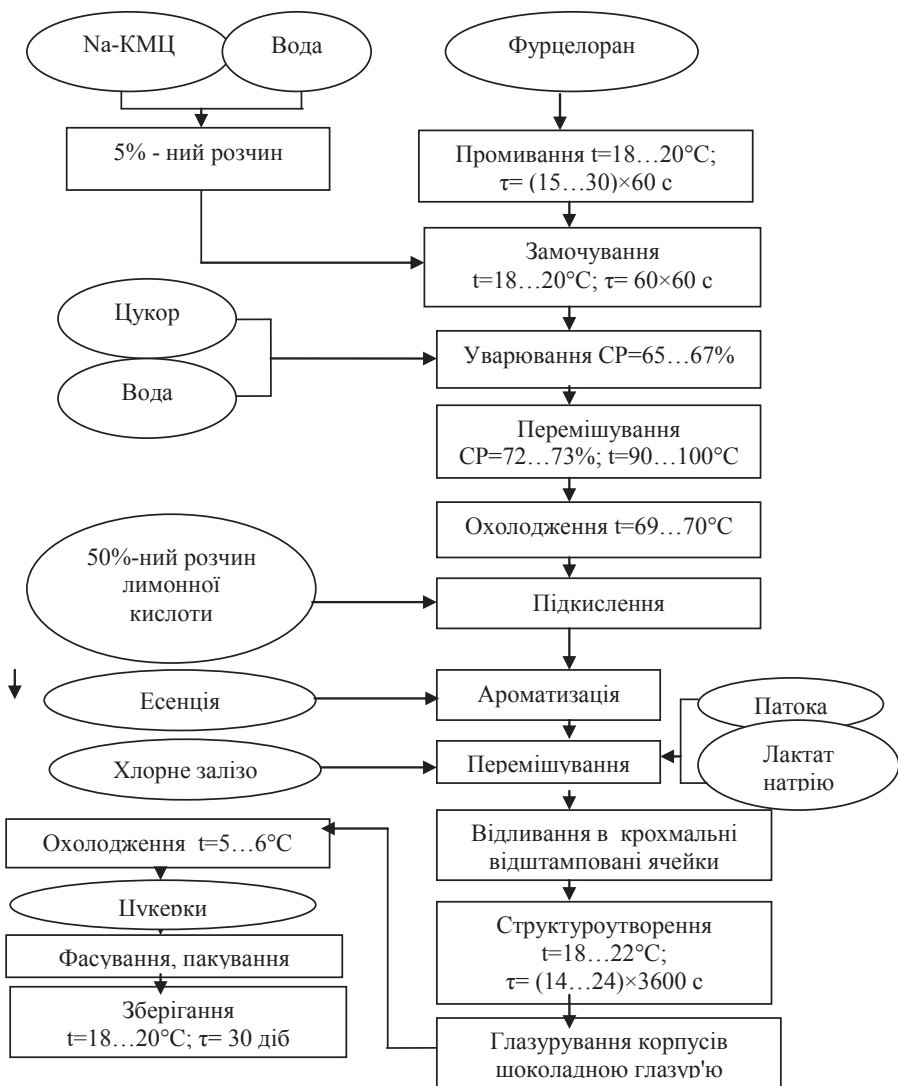 Na-КМЦ
Вода
Фурцелоран
5% - ний розчин
Промивання t=18…20°C;
τ= (15…30)×60 с
Замочування
t=18…20°C; τ= 60×60 с
Цукор
Вода
Уварювання СР=65…67%
Перемішування
СР=72…73%; t=90…100°C
Охолодження t=69…70°C
50%-ний розчин
лимонної
кислоти
Підкислення
Есенція
Ароматизація
Патока
Лактат
натрію
Хлорне залізо
Перемішування
Відливання в крохмальні
відштамповані ячейки
Структуроутворення
t=18…22°C;
τ= (14…24)×3600 с
Глазурування корпусів
шоколадною глазур'ю
Охолодження t=5…6°C
Цукерки
Фасування, пакування
Зберігання
t=18…20°C; τ= 30 діб